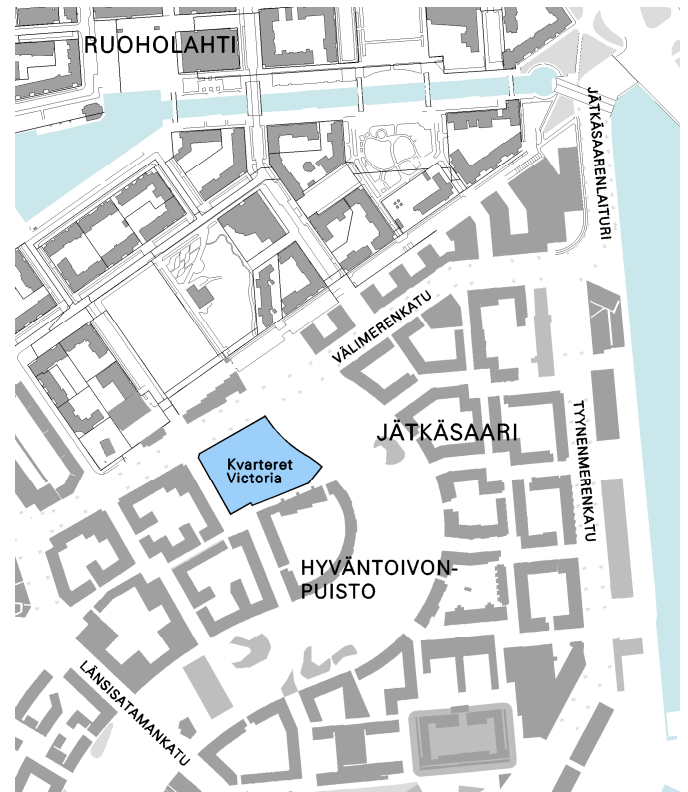 RUOHOLAHTI
JÄTKÄSAARENLAITURI
VÄLIMERENKATU
JÄTKÄSAARI
TYYNENMERENKATU
Kvarteret
Victoria
HYVÄNTOIVON-
PUISTO
LÄNSISATAMANKATU